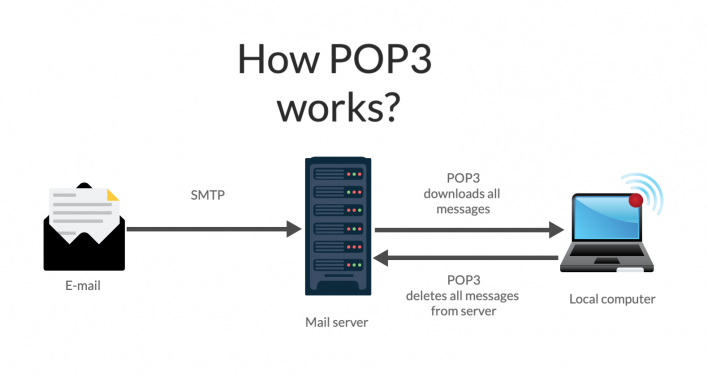 How POP3
works?
SMTP
POP3
downloads all
messages
E-mail
Mail server
POP3
deletes all messages
from server
Local computer